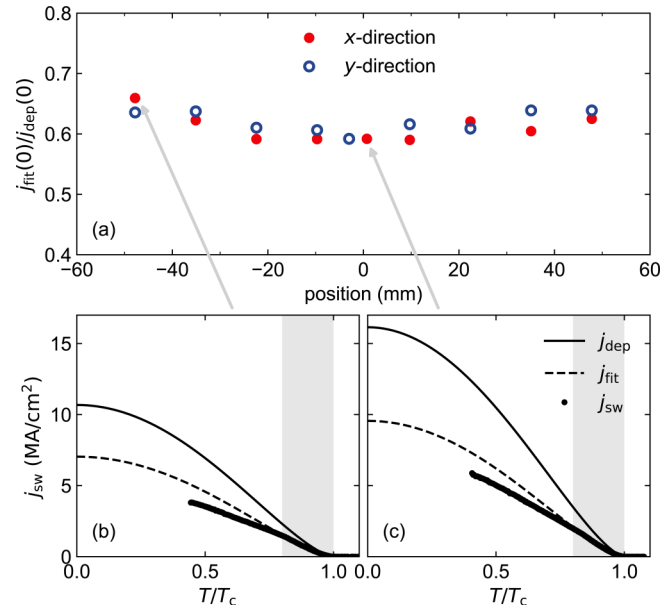 0.8
0.7
0.6
0.5
0.4
j_fit(0)/j_dep(0)
x-direction
y-direction
(a)
−60 −40 −20 0 20 40 60
position (mm)
15
10
5
0
j_sw (MA/cm²)
(b)
0.0 0.5 1.0
T/T_c
j_dep
j_fit
j_sw
(c)
0.0 0.5 1.0
T/T_c